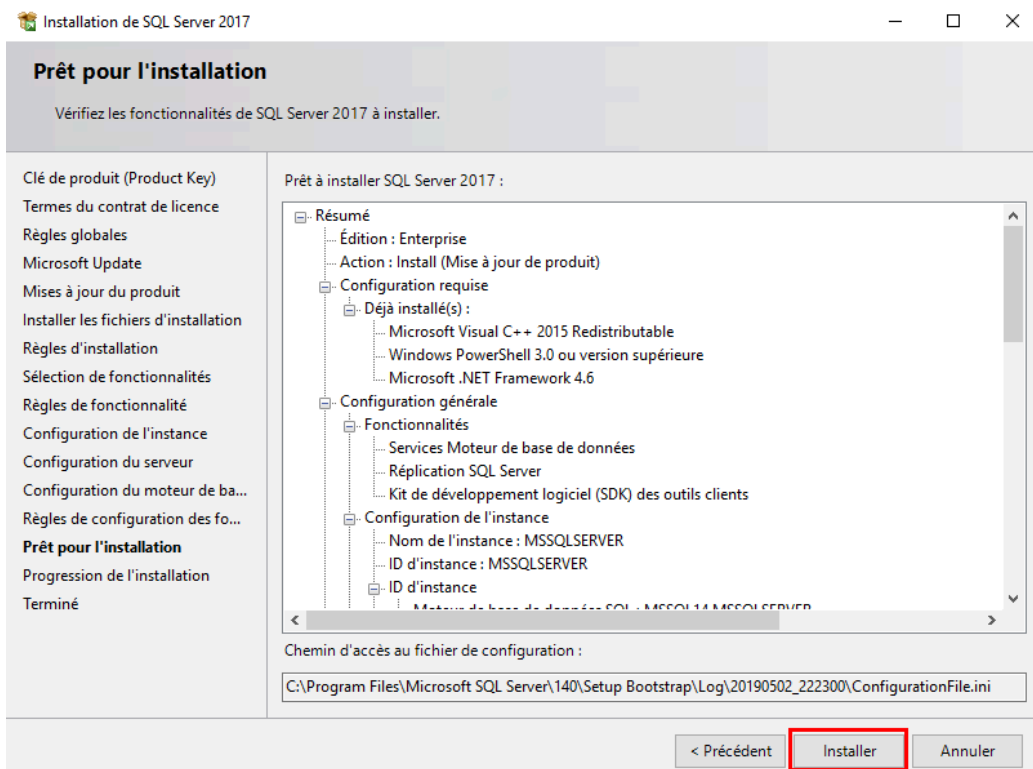 Installation de SQL Server 2017
Prêt pour l'installation
Vérifiez les fonctionnalités de SQL Server 2017 à installer.
Clé de produit (Product Key)
Termes du contrat de licence
Règles globales
Microsoft Update
Mises à jour du produit
Installer les fichiers d'installation
Règles d'installation
Sélection de fonctionnalités
Règles de fonctionnalité
Configuration de l'instance
Configuration du serveur
Configuration du moteur de ba...
Règles de configuration des fo...
Prêt pour l'installation
Progression de l'installation
Terminé
Prêt à installer SQL Server 2017 :
Résumé
Édition : Enterprise
Action : Install (Mise à jour de produit)
Configuration requise
Déjà installé(s) :
Microsoft Visual C++ 2015 Redistributable
Windows PowerShell 3.0 ou version supérieure
Microsoft .NET Framework 4.6
Configuration générale
Fonctionnalités
Services Moteur de base de données
Réplication SQL Server
Kit de développement logiciel (SDK) des outils clients
Configuration de l'instance
Nom de l'instance : MSSQLSERVER
ID d'instance : MSSQLSERVER
ID d'instance
Moteur de base de données SQL : MSSQL14.MSSQLSERVER
Chemin d'accès au fichier de configuration :
C:\Program Files\Microsoft SQL Server\140\Setup Bootstrap\Log\20190502_222300\ConfigurationFile.ini
< Précédent
Installer
Annuler